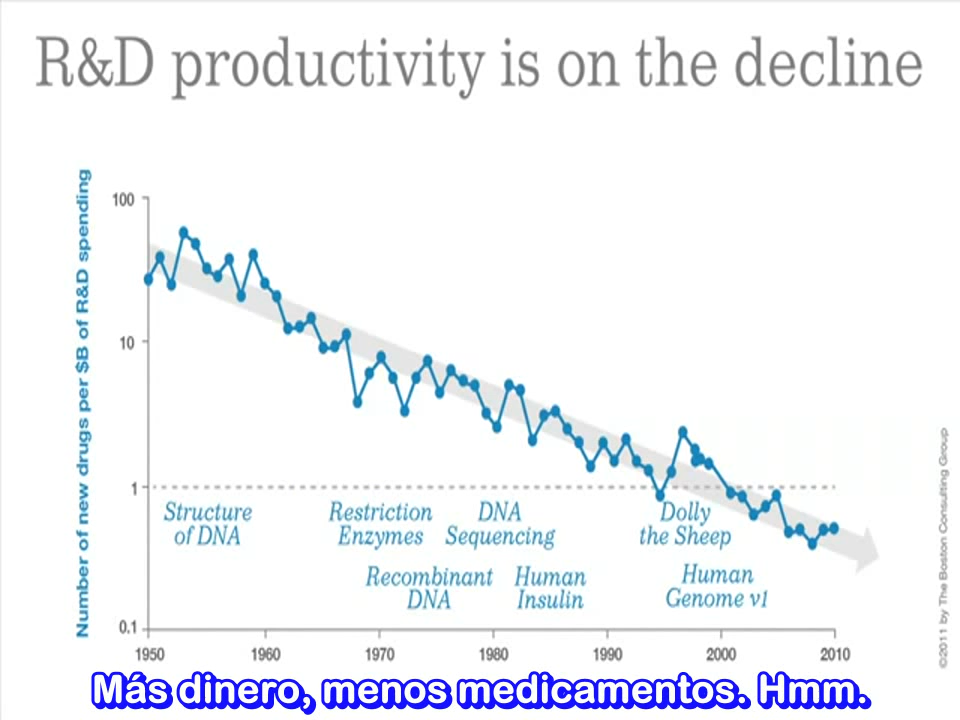 R&D productivity is on the decline
Number of new drugs per $B of R&D spending
100
10
1
0.1
Structure
of DNA
Restriction
Enzymes
DNA
Sequencing
Dolly
the Sheep
Recombinant
DNA
Human
Insulin
Human
Genome v1
1950
1960
1970
1980
1990
2000
2010
©2011 by The Boston Consulting Group
Más dinero, menos medicamentos. Hmm.